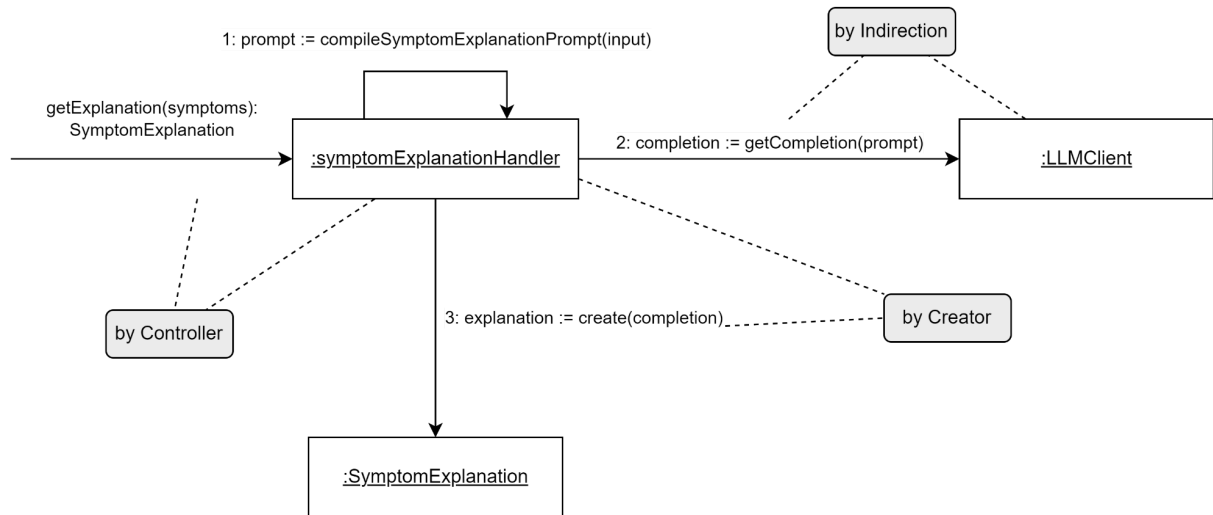 by Indirection
1: prompt := compileSymptomExplanationPrompt(input)
getExplanation(symptoms):
SymptomExplanation
:symptomExplanationHandler
2: completion := getCompletion(prompt)
:LLMClient
by Controller
3: explanation := create(completion)
by Creator
:SymptomExplanation